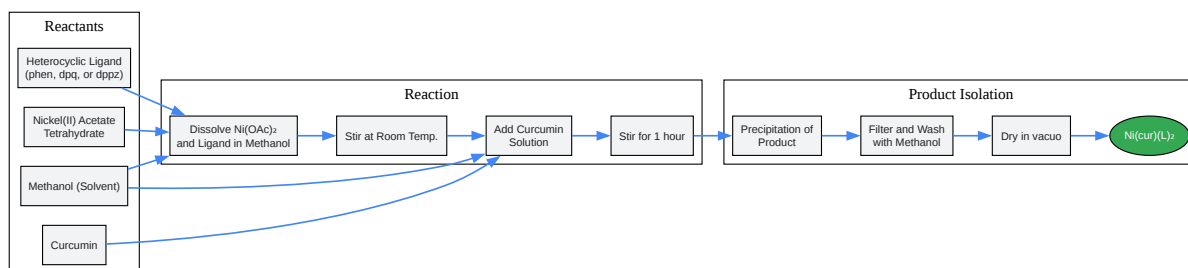 Reactants
Heterocyclic Ligand
(phen, dpq, or dppz)
Nickel(II) Acetate
Tetrahydrate
Methanol (Solvent)
Curcumin
Reaction
Dissolve Ni(OAc)₂
and Ligand in Methanol
Stir at Room Temp.
Add Curcumin
Solution
Stir for 1 hour
Product Isolation
Precipitation of
Product
Filter and Wash
with Methanol
Dry in vacuo
Ni(cur)(L)₂